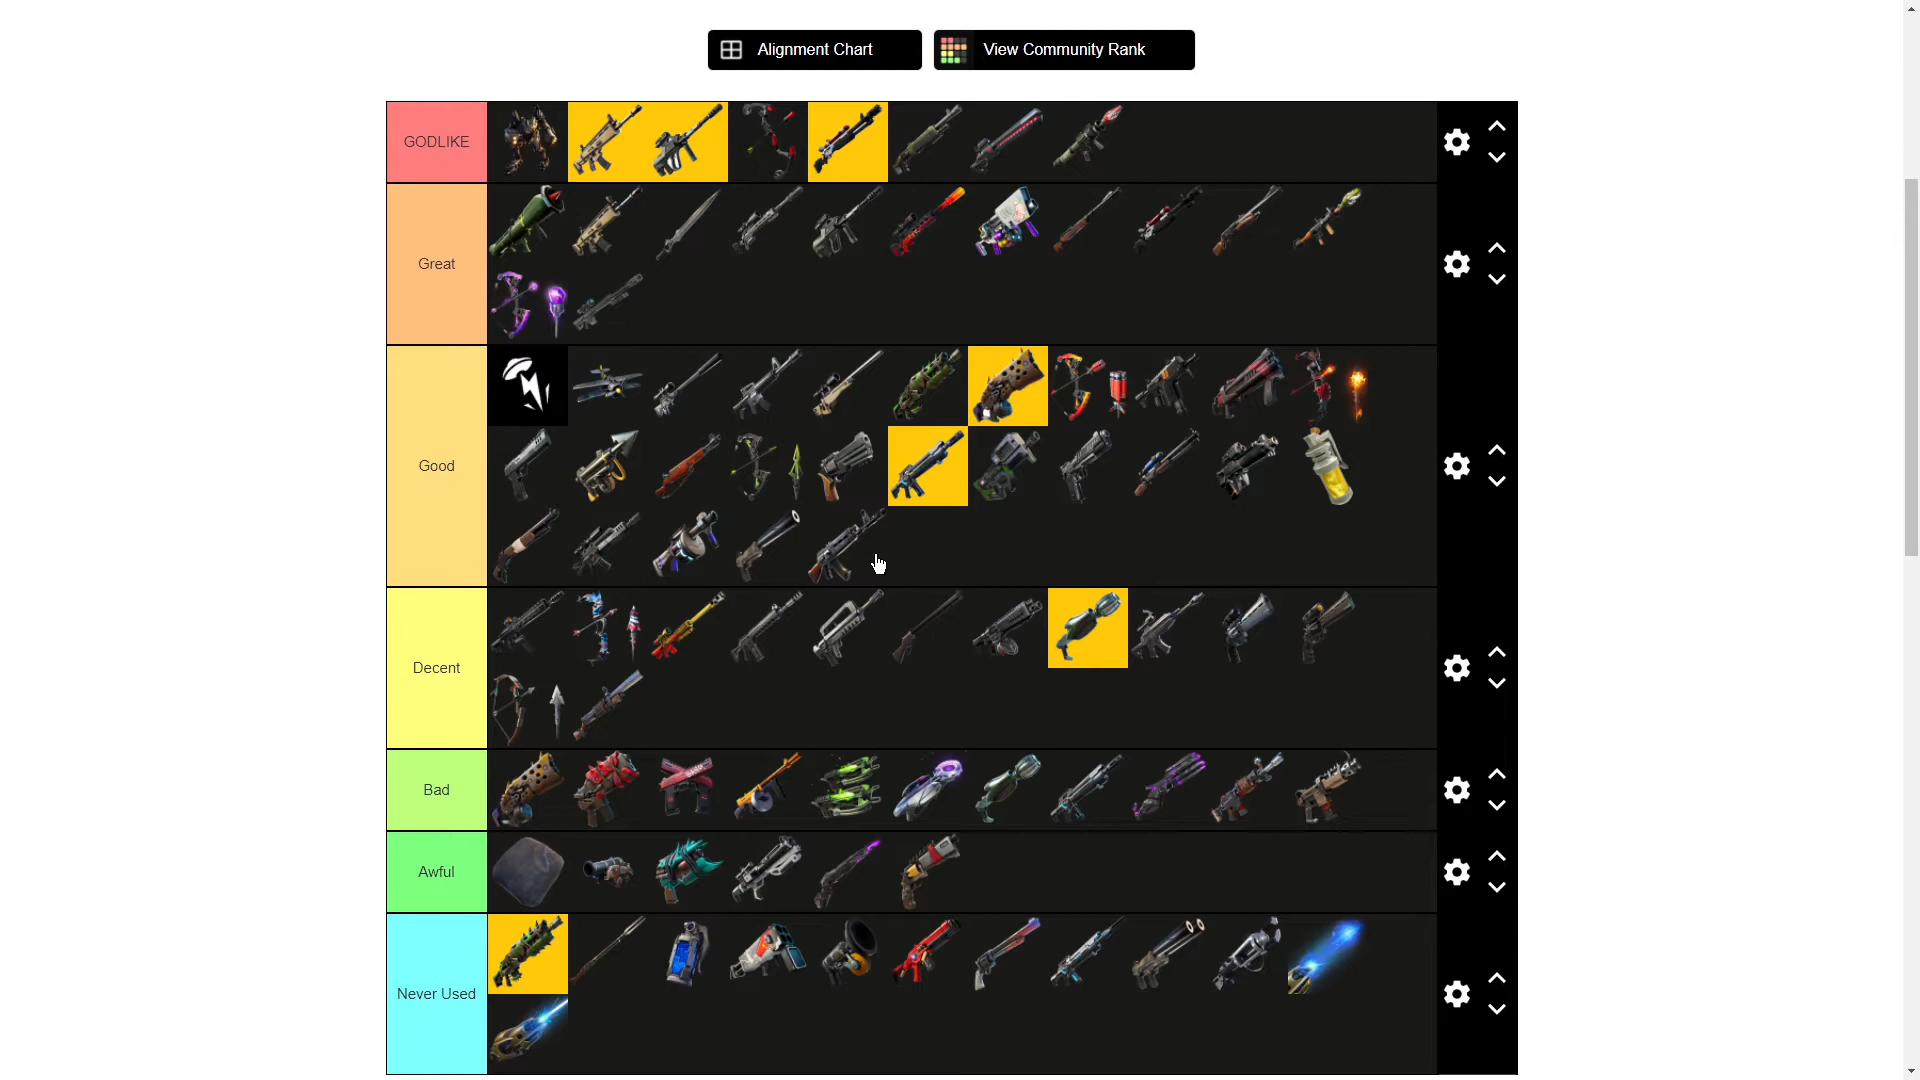 Alignment Chart
View Community Rank
GODLIKE
Great
Good
Decent
Bad
Awful
Never Used